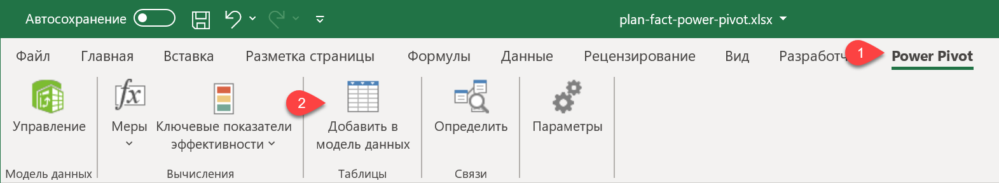 Автосохранение
plan-fact-power-pivot.xlsx
Файл Главная Вставка Разметка страницы Формулы Данные Рецензирование Вид 1 Power Pivot
fx
2
Управление Меры Ключевые показатели Добавить в Определить Параметры
эффективности модель данных
Модель данных Вычисления Таблицы Связи